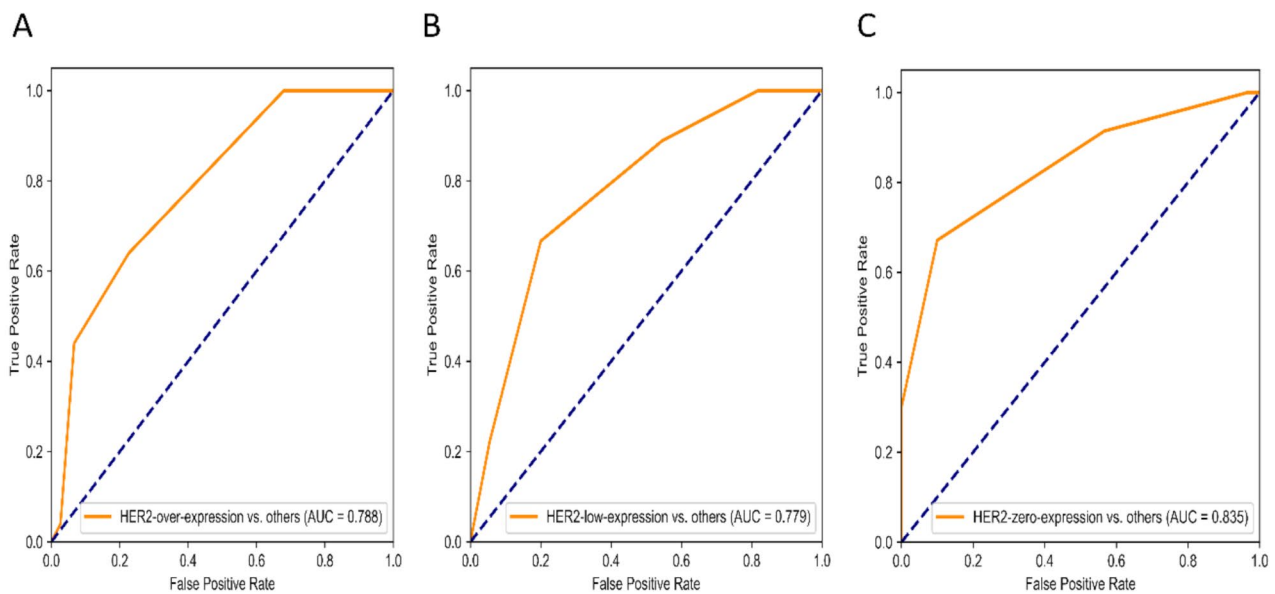 A
True Positive Rate
1.0
0.8
0.6
0.4
0.2
0.0
HER2-over-expression vs. others (AUC = 0.788)
0.0 0.2 0.4 0.6 0.8 1.0
False Positive Rate
B
True Positive Rate
1.0
0.8
0.6
0.4
0.2
0.0
HER2-low-expression vs. others (AUC = 0.779)
0.0 0.2 0.4 0.6 0.8 1.0
False Positive Rate
C
True Positive Rate
1.0
0.8
0.6
0.4
0.2
0.0
HER2-zero-expression vs. others (AUC = 0.835)
0.0 0.2 0.4 0.6 0.8 1.0
False Positive Rate